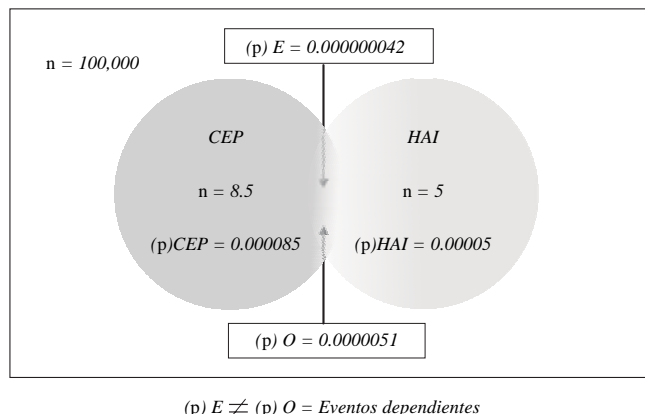 (p) E = 0.000000042
n = 100,000
CEP
HAI
n = 8.5
n = 5
(p)CEP = 0.000085
(p)HAI = 0.00005
(p) O = 0.0000051
(p) E ≠ (p) O = Eventos dependientes